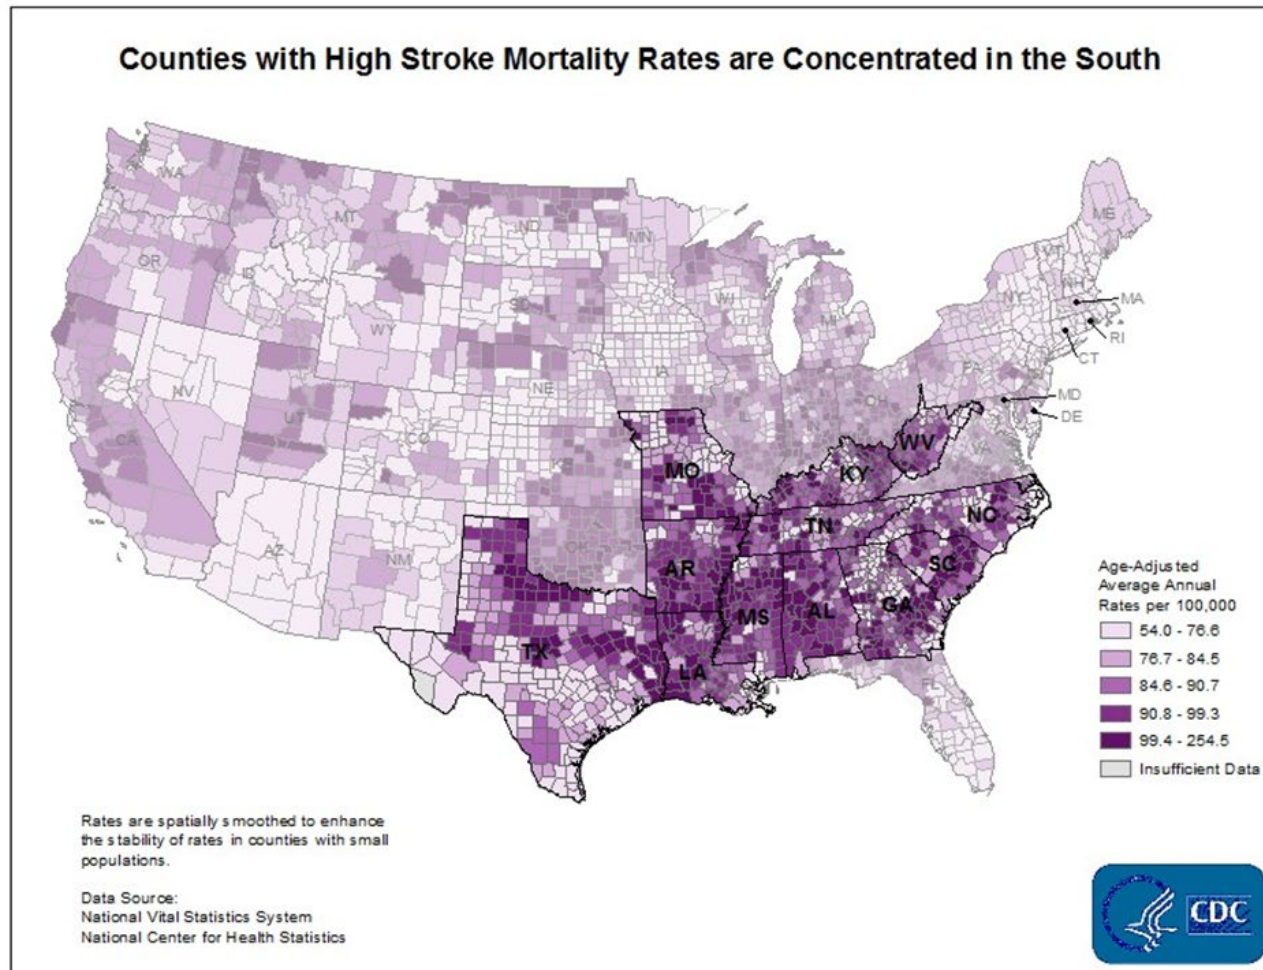 Counties with High Stroke Mortality Rates are Concentrated in the South
WA
MT
ND
MN
ME
OR
ID
SD
WI
MI
VT
NH
NY
MA
RI
CT
WY
IA
NE
PA
NV
UT
CO
CA
IL
IN
OH
MD
DE
NJ
KS
MO
KY
WV
VA
AZ
NM
OK
AR
TN
NC
SC
TX
LA
MS
AL
GA
FL
Age-Adjusted
Average Annual
Rates per 100,000
54.0 - 76.6
76.7 - 84.5
84.6 - 90.7
90.8 - 99.3
99.4 - 254.5
Insufficient Data
Rates are spatially smoothed to enhance
the stability of rates in counties with small
populations.
Data Source:
National Vital Statistics System
National Center for Health Statistics
CDC